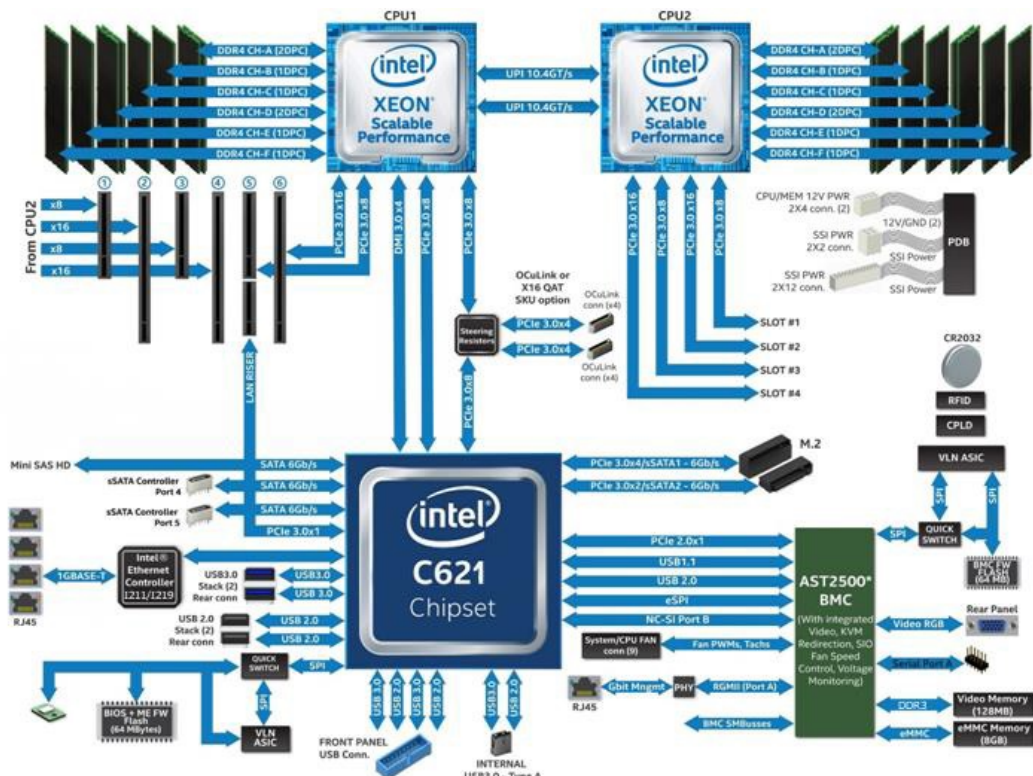 CPU1
CPU2
intel
XEON®
Scalable
Performance
intel
XEON®
Scalable
Performance
DDR4 CH-A (2DPC)
DDR4 CH-B (1DPC)
DDR4 CH-C (1DPC)
DDR4 CH-D (2DPC)
DDR4 CH-E (1DPC)
DDR4 CH-F (1DPC)
UPI 10.4GT/s
UPI 10.4GT/s
DDR4 CH-A (2DPC)
DDR4 CH-B (1DPC)
DDR4 CH-C (1DPC)
DDR4 CH-D (2DPC)
DDR4 CH-E (1DPC)
DDR4 CH-F (1DPC)
① ② ③ ④ ⑤ ⑥
From CPU2
x8
x16
x8
x16
PCIe 3.0 x16
PCIe 3.0 x8
DMI 3.0 x4
PCIe 3.0 x8
PCIe 3.0 x8
PCIe 3.0 x16
PCIe 3.0 x8
PCIe 3.0 x16
PCIe 3.0 x8
CPU/MEM 12V PWR
2X4 conn. (2)
12V/GND (2)
SSI PWR
2X2 conn.
SSI Power
SSI PWR
2X12 conn.
SSI Power
PDB
OCuLink or
X16 QAT
SKU option
OCuLink
conn (x4)
Steering
Resistors
PCIe 3.0x4
PCIe 3.0x4
OCuLink
conn (x4)
PCIe 3.0x8
SLOT #1
SLOT #2
SLOT #3
SLOT #4
CR2032
RFID
CPLD
VLN ASIC
SPI
SPI
SPI
QUICK
SWITCH
BMC FW
FLASH
(64 MB)
LAN RISER
Mini SAS HD
SATA 6Gb/s
sSATA Controller
Port 4
SATA 6Gb/s
sSATA Controller
Port 5
SATA 6Gb/s
PCIe 3.0x1
intel
C621
Chipset
PCIe 3.0x4/sSATA1 - 6Gb/s
PCIe 3.0x2/sSATA2 - 6Gb/s
M.2
1GBASE-T
RJ45
Intel®
Ethernet
Controller
I211/I219
USB3.0
Stack (2)
Rear conn
USB3.0
USB 3.0
USB 2.0
Stack (2)
Rear conn
USB 2.0
USB 2.0
PCIe 2.0x1
USB1.1
USB 2.0
eSPI
NC-SI Port B
System/CPU FAN
conn (9)
Fan PWMs, Tachs
RJ45
Gbit Mngmt
PHY
RGMII (Port A)
BMC SMBusses
AST2500*
BMC
(With integrated
Video, KVM
Redirection, SIO
Fan Speed
Control, Voltage
Monitoring)
Rear Panel
Video RGB
Serial Port A
DDR3
Video Memory
(128MB)
eMMC
eMMC Memory
(8GB)
QUICK
SWITCH
SPI
SPI
VLN
ASIC
BIOS + ME FW
Flash
(64 MBytes)
USB3.0
USB 2.0
USB3.0
USB 2.0
FRONT PANEL
USB Conn.
USB3.0
USB 2.0
INTERNAL
USB3.0 - Type A